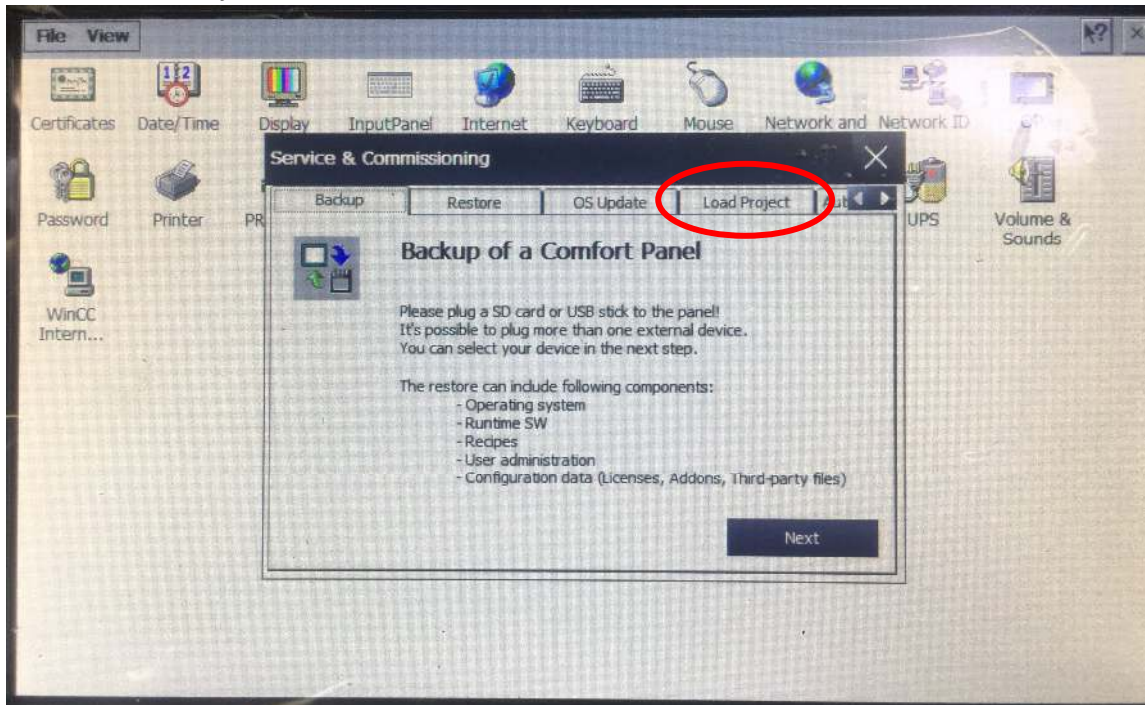 File View
Certificates Date/Time Display InputPanel Internet Keyboard Mouse Network and Network ID OP
Service & Commissioning
Backup Restore OS Update Load Project Aut
Password Printer PR UPS Volume &
Sounds
Backup of a Comfort Panel
WinCC
Intern...
Please plug a SD card or USB stick to the panel!
It's possible to plug more than one external device.
You can select your device in the next step.
The restore can include following components:
- Operating system
- Runtime SW
- Recipes
- User administration
- Configuration data (Licenses, Addons, Third-party files)
Next